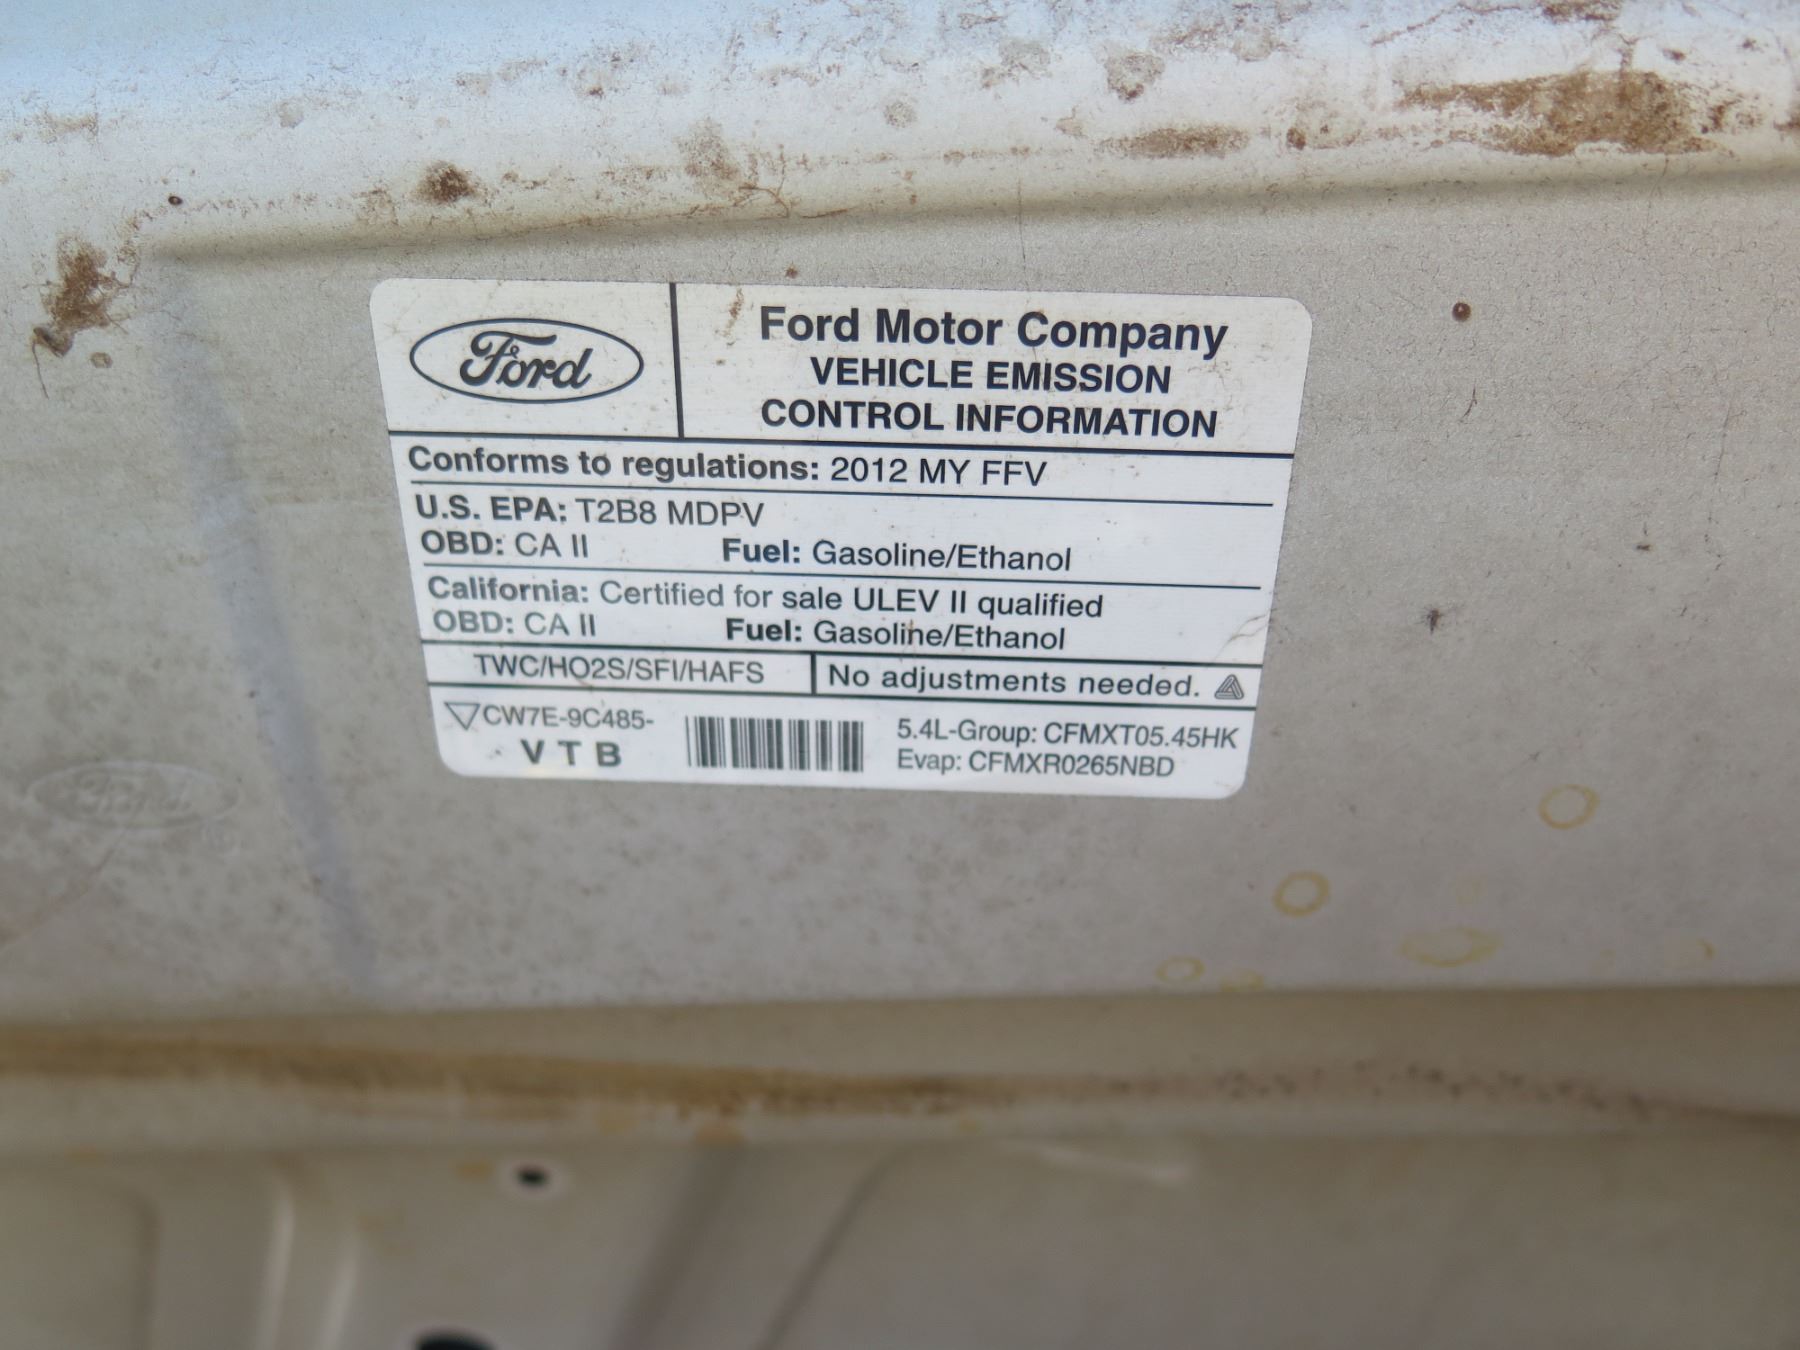 Ford
Ford Motor Company
VEHICLE EMISSION
CONTROL INFORMATION
Conforms to regulations: 2012 MY FFV
U.S. EPA: T2B8 MDPV
OBD: CA II Fuel: Gasoline/Ethanol
California: Certified for sale ULEV II qualified
OBD: CA II Fuel: Gasoline/Ethanol
TWC/HO2S/SFI/HAFS No adjustments needed.
CW7E-9C485-
VTB
5.4L-Group: CFMXT05.45HK
Evap: CFMXR0265NBD
Ford